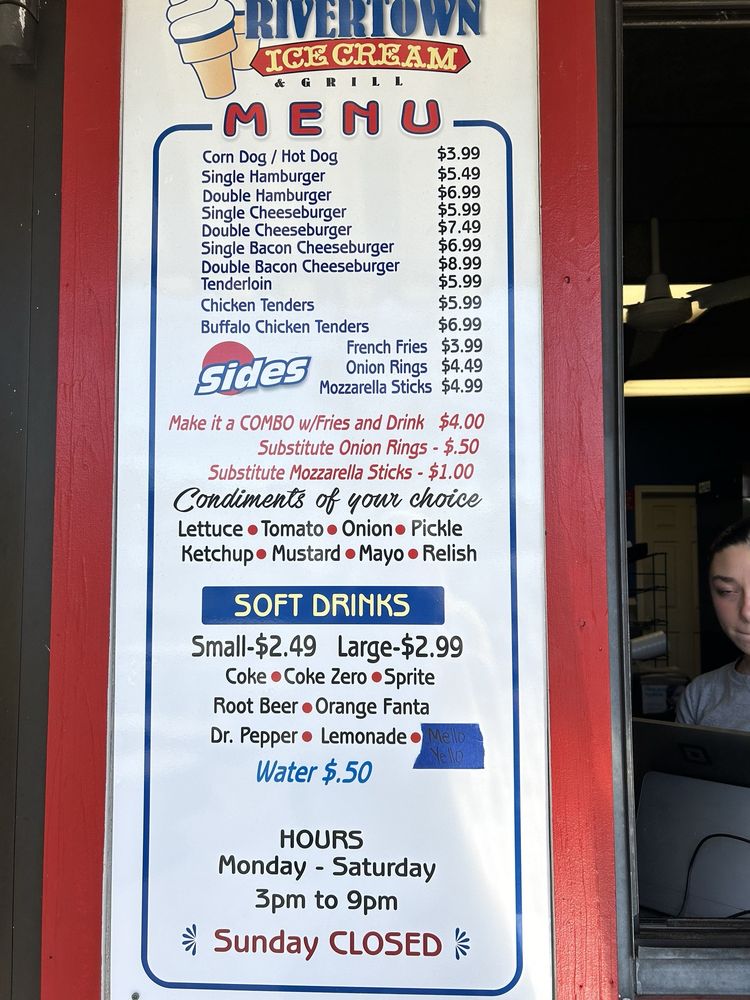 RIVERTOWN
ICE CREAM
& GRILL
MENU
Corn Dog / Hot Dog $3.99
Single Hamburger $5.49
Double Hamburger $6.99
Single Cheeseburger $5.99
Double Cheeseburger $7.49
Single Bacon Cheeseburger $6.99
Double Bacon Cheeseburger $8.99
Tenderloin $5.99
Chicken Tenders $5.99
Buffalo Chicken Tenders $6.99
Sides
French Fries $3.99
Onion Rings $4.49
Mozzarella Sticks $4.99
Make it a COMBO w/Fries and Drink $4.00
Substitute Onion Rings - $.50
Substitute Mozzarella Sticks - $1.00
Condiments of your choice
Lettuce • Tomato • Onion • Pickle
Ketchup • Mustard • Mayo • Relish
SOFT DRINKS
Small-$2.49 Large-$2.99
Coke • Coke Zero • Sprite
Root Beer • Orange Fanta
Dr. Pepper • Lemonade • Mello
Yello
Water $.50
HOURS
Monday - Saturday
3pm to 9pm
Sunday CLOSED